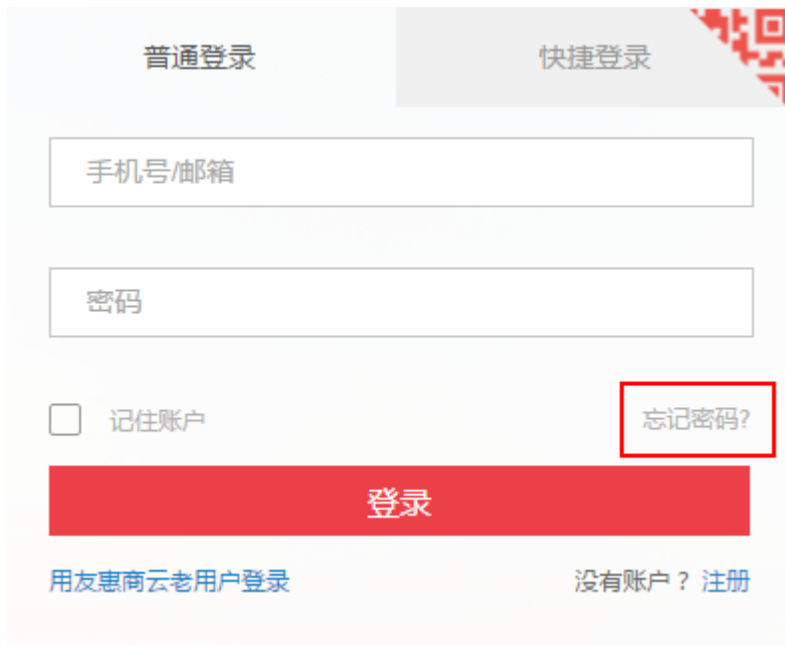 普通登录 快捷登录
手机号/邮箱
密码
记住账户 忘记密码?
登录
用友惠商云老用户登录 没有账户？注册